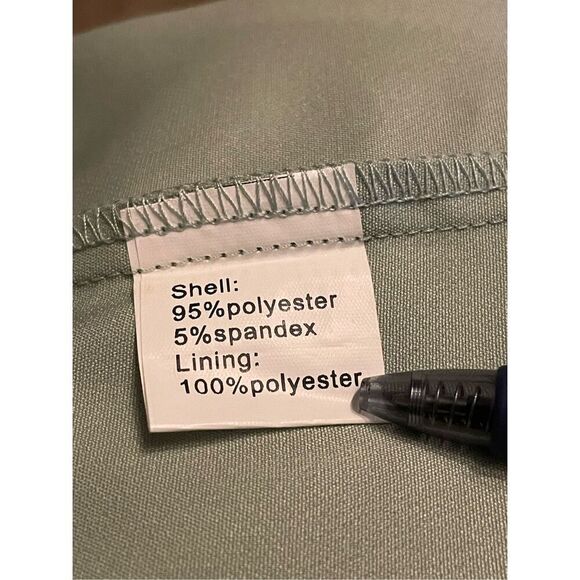 Shell:
95%polyester
5%spandex
Lining:
100%polyester